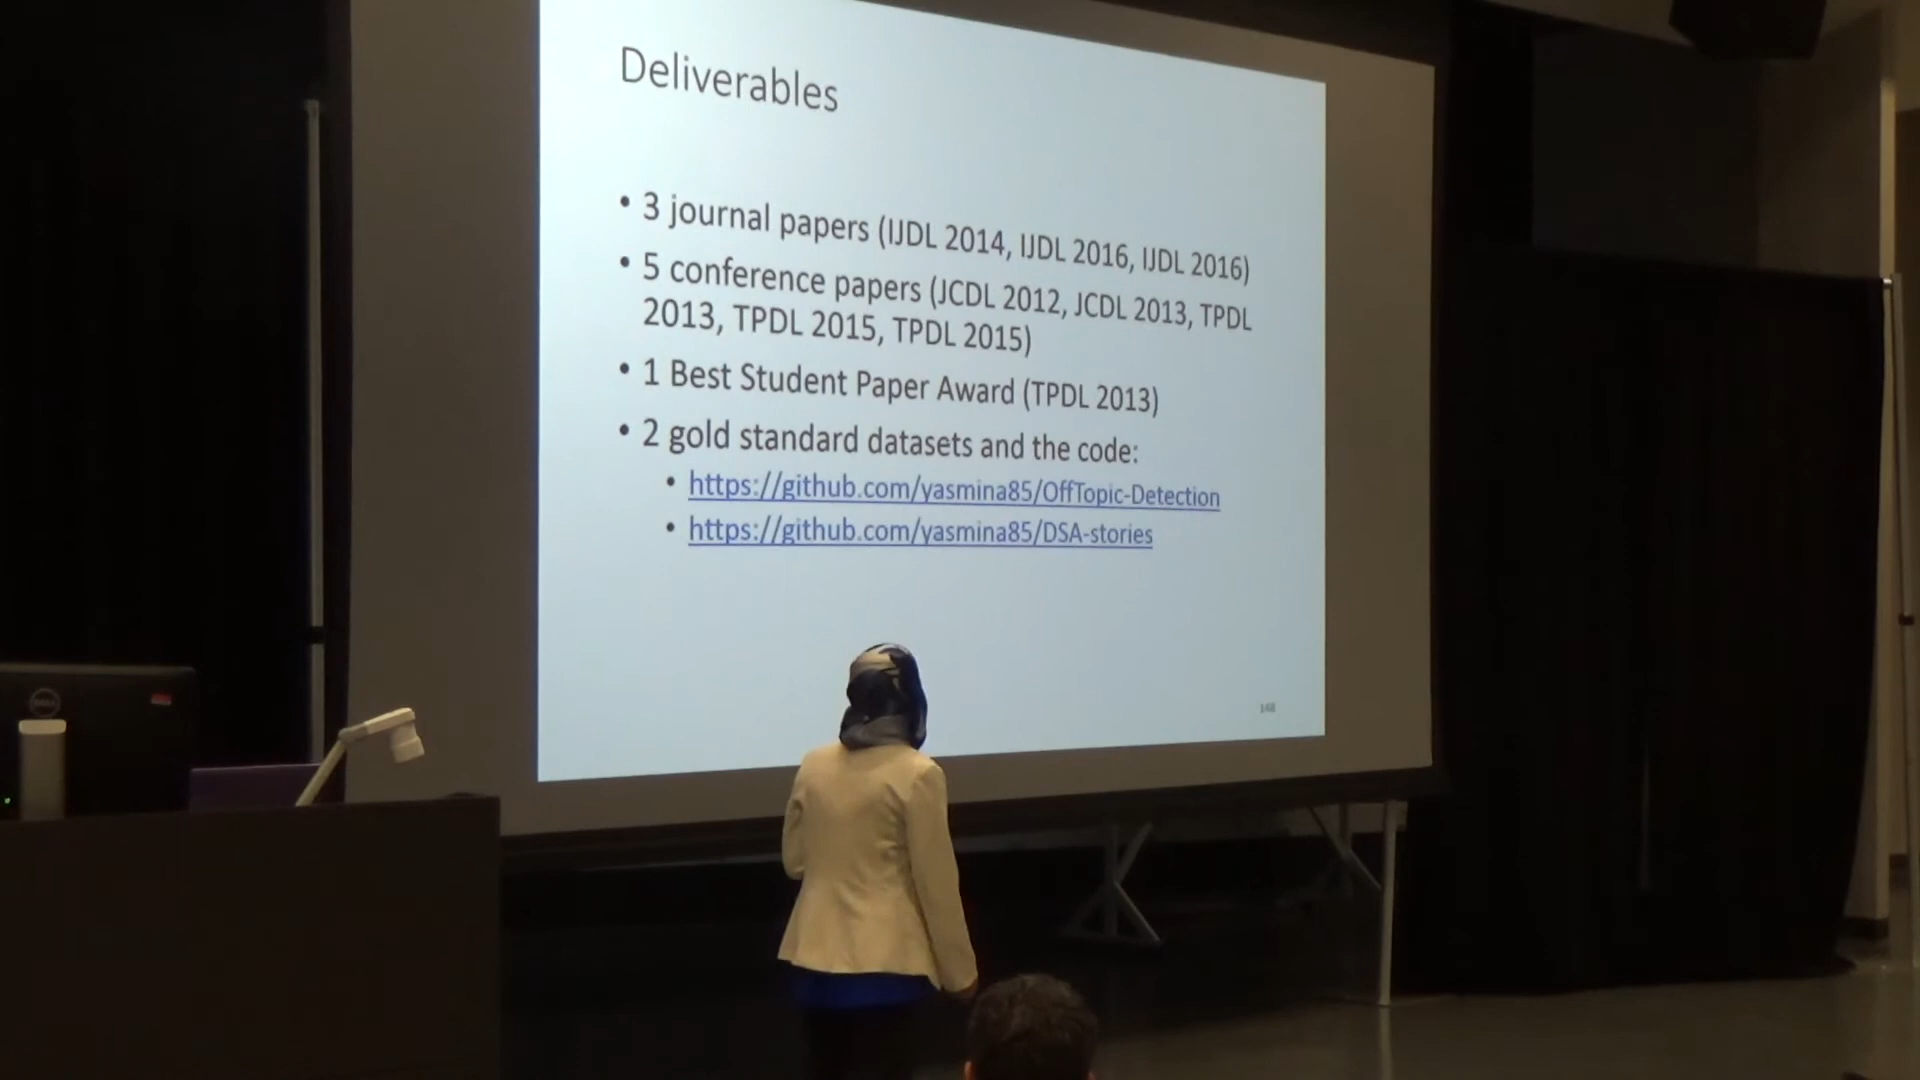 Deliverables
• 3 journal papers (IJDL 2014, IJDL 2016, IJDL 2016)
• 5 conference papers (JCDL 2012, JCDL 2013, TPDL
2013, TPDL 2015, TPDL 2015)
• 1 Best Student Paper Award (TPDL 2013)
• 2 gold standard datasets and the code:
• https://github.com/yasmina85/OffTopic-Detection
• https://github.com/yasmina85/DSA-stories
DELL